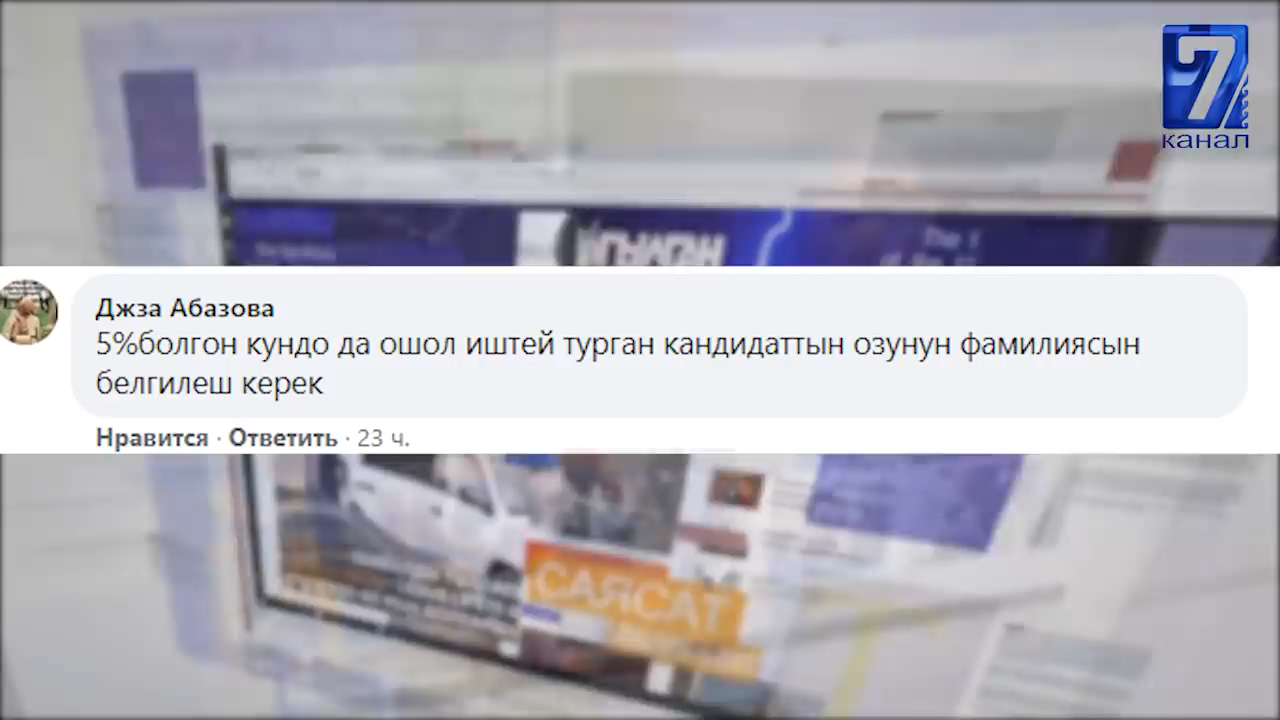 7
канал
Джза Абазова
5%болгон кундо да ошол иштей турган кандидаттын озунун фамилиясын
белгилеш керек
Нравится · Ответить · 23 ч.
САЯСАТ